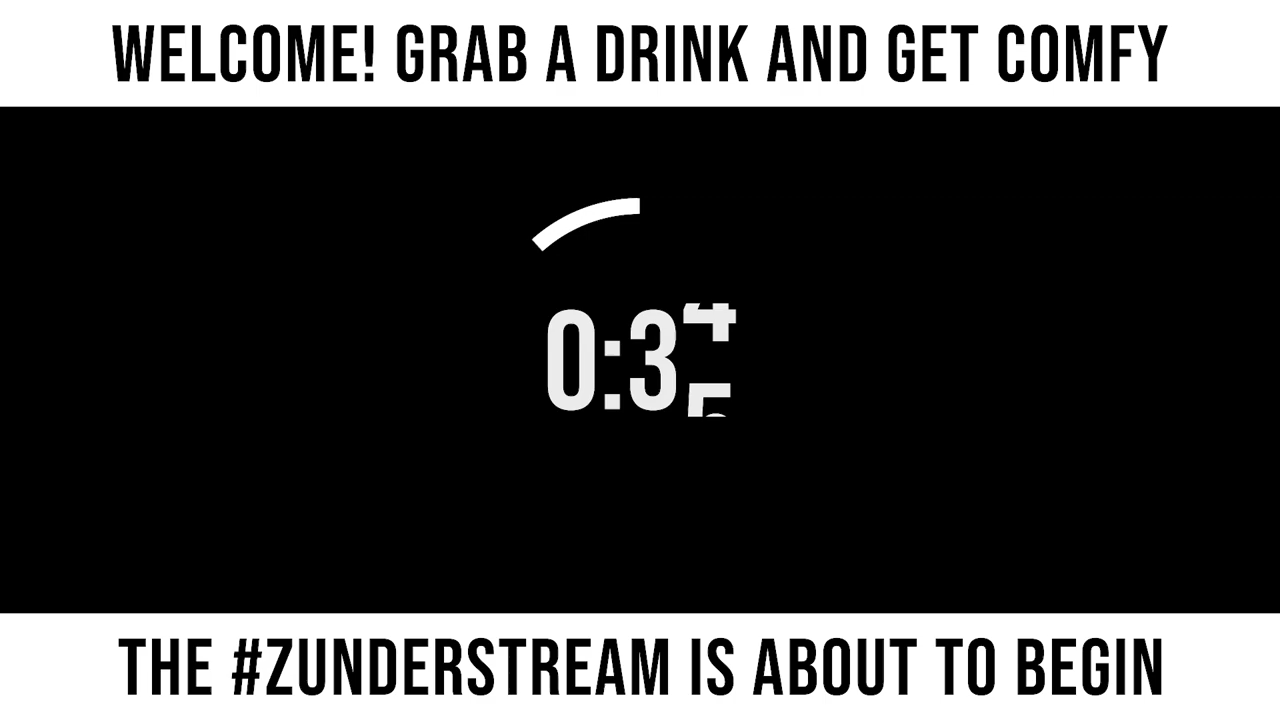 WELCOME! GRAB A DRINK AND GET COMFY
0:3
THE #ZUNDERSTREAM IS ABOUT TO BEGIN